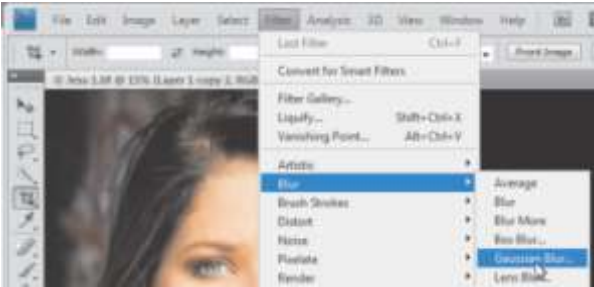 File Edit Image Layer Select Filter Analysis 3D View Window Help
Width: Height: Front Image
Last Filter Ctrl+F
Convert for Smart Filters
Filter Gallery...
Liquify... Shift+Ctrl+X
Vanishing Point... Alt+Ctrl+V
Artistic
Blur
Brush Strokes
Distort
Noise
Pixelate
Render
Average
Blur
Blur More
Box Blur...
Gaussian Blur...
Lens Blur...